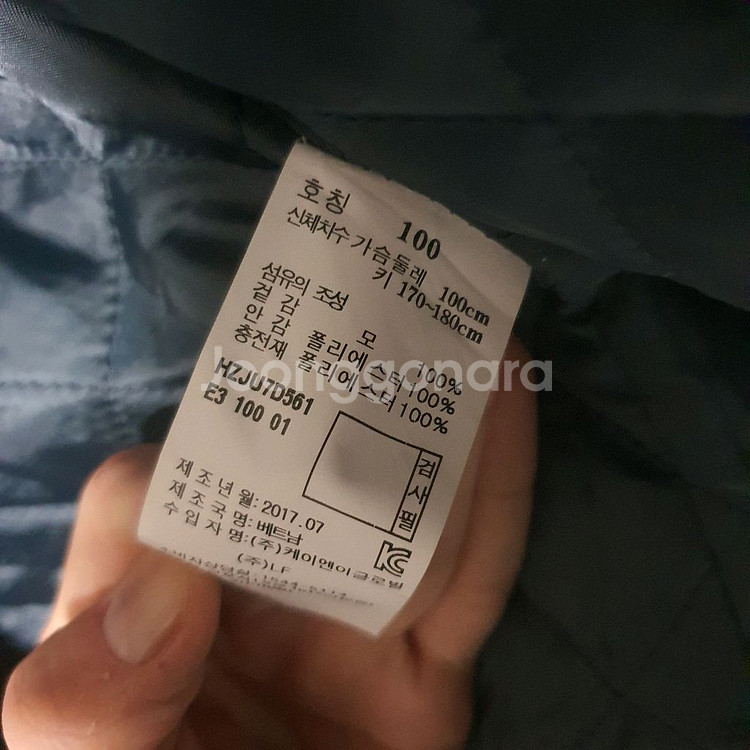 호칭 100
신체치수 가슴둘레 100cm
키 170~180cm
섬유의 조성
겉감 모 100%
안감 폴리에스터 100%
충전재 폴리에스터 100%
HZJU7D561
E3 100 01
검사필
제조년월: 2017.07
제조국명: 베트남
수입자명: (주)케이앤이글로벌
(주)LF
Joonggonara